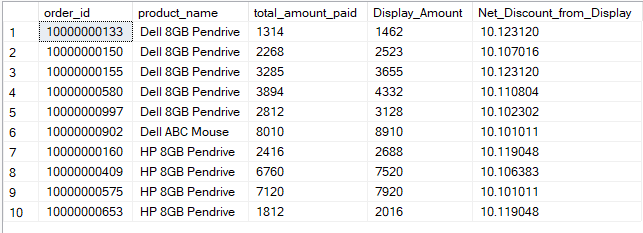 order_id product_name total_amount_paid Display_Amount Net_Discount_from_Display
1 10000000133 Dell 8GB Pendrive 1314 1462 10.123120
2 10000000150 Dell 8GB Pendrive 2268 2523 10.107016
3 10000000155 Dell 8GB Pendrive 3285 3655 10.123120
4 10000000580 Dell 8GB Pendrive 3894 4332 10.110804
5 10000000997 Dell 8GB Pendrive 2812 3128 10.102302
6 10000000902 Dell ABC Mouse 8010 8910 10.101011
7 10000000160 HP 8GB Pendrive 2416 2688 10.119048
8 10000000409 HP 8GB Pendrive 6760 7520 10.106383
9 10000000575 HP 8GB Pendrive 7120 7920 10.101011
10 10000000653 HP 8GB Pendrive 1812 2016 10.119048